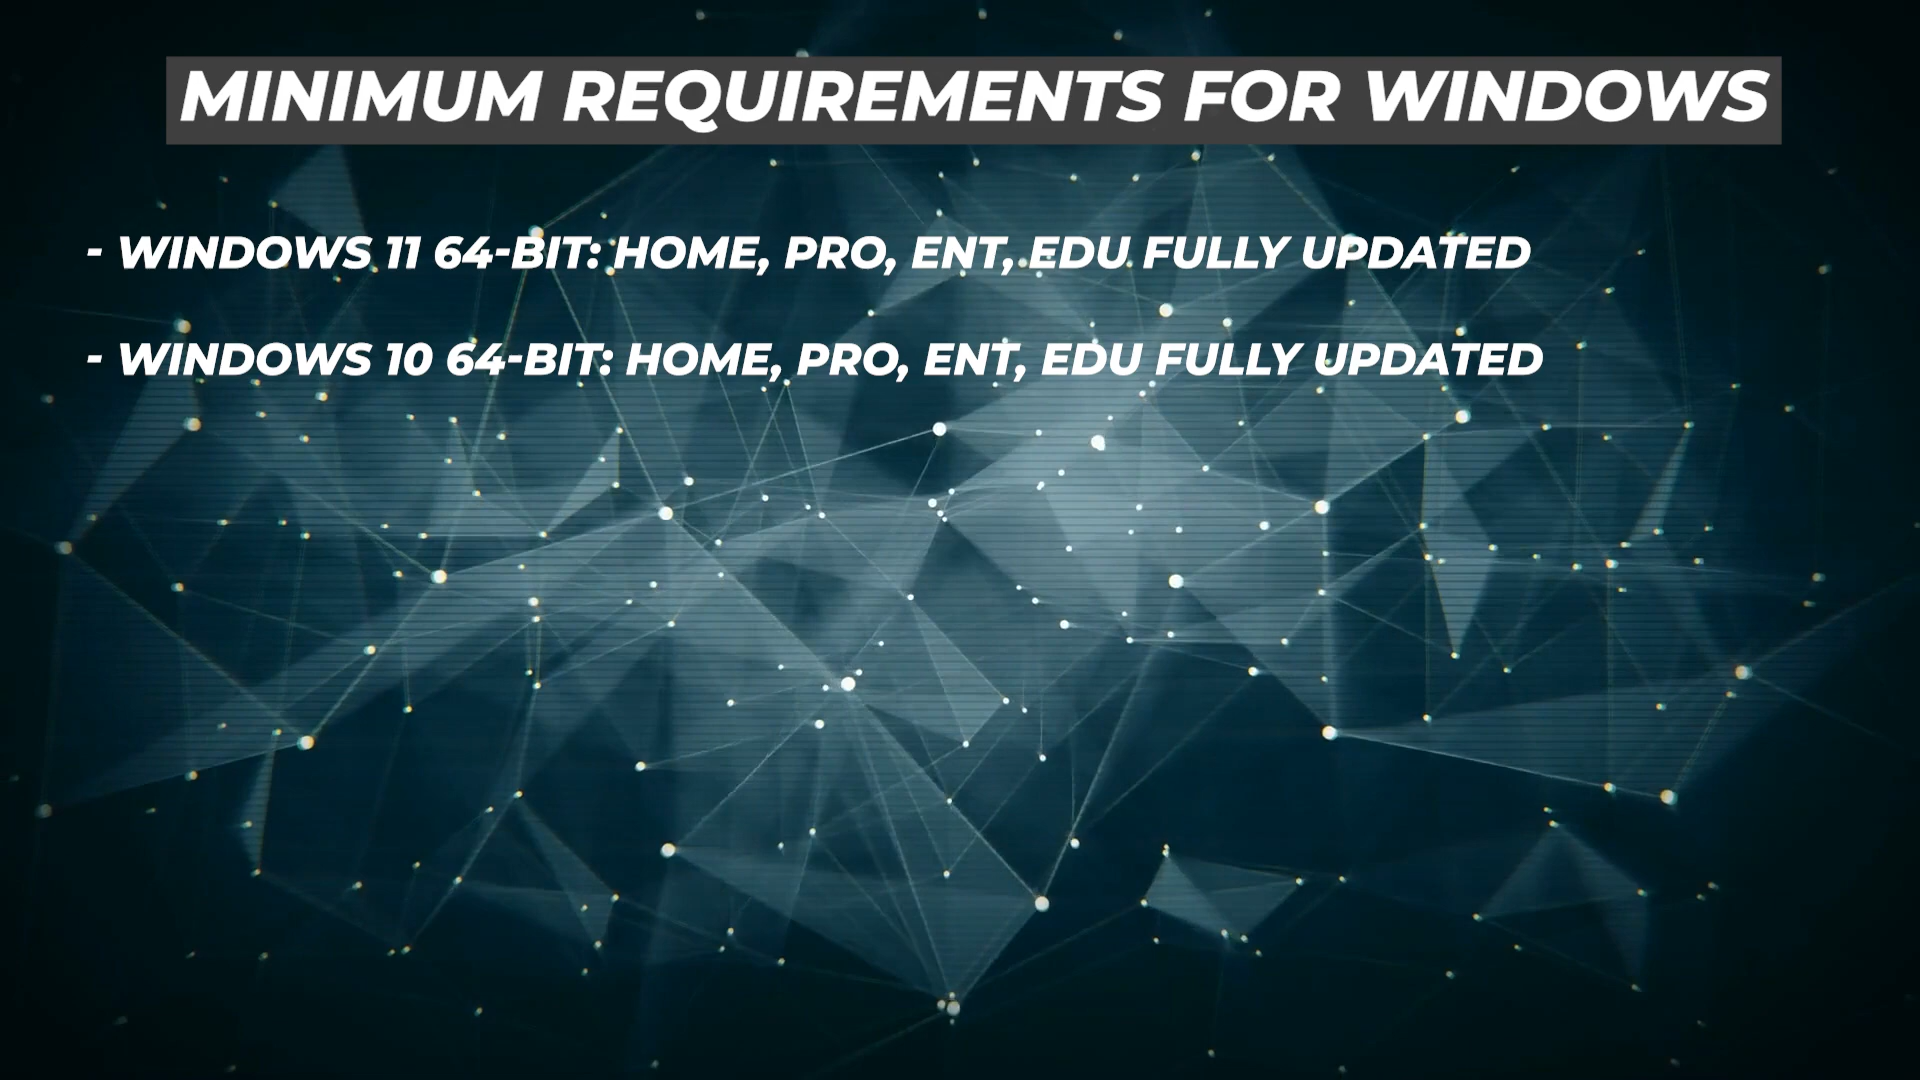 MINIMUM REQUIREMENTS FOR WINDOWS
- WINDOWS 11 64-BIT: HOME, PRO, ENT, EDU FULLY UPDATED
- WINDOWS 10 64-BIT: HOME, PRO, ENT, EDU FULLY UPDATED